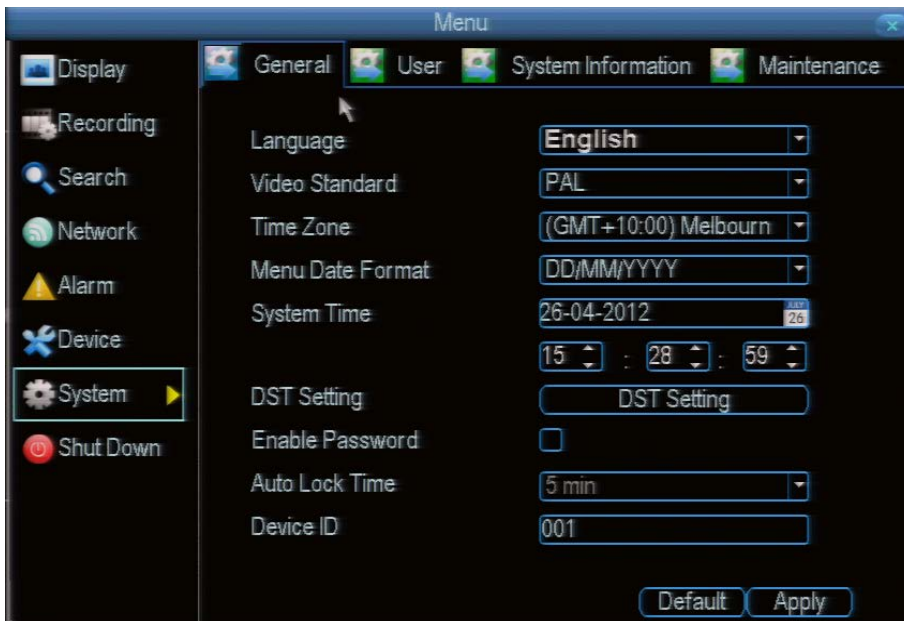 Menu
Display
Recording
Search
Network
Alarm
Device
System
Shut Down
General User System Information Maintenance
Language English
Video Standard PAL
Time Zone (GMT+10:00) Melbourn
Menu Date Format DD/MM/YYYY
System Time 26-04-2012
JULY
26
15 : 28 : 59
DST Setting DST Setting
Enable Password
Auto Lock Time 5 min
Device ID 001
Default Apply